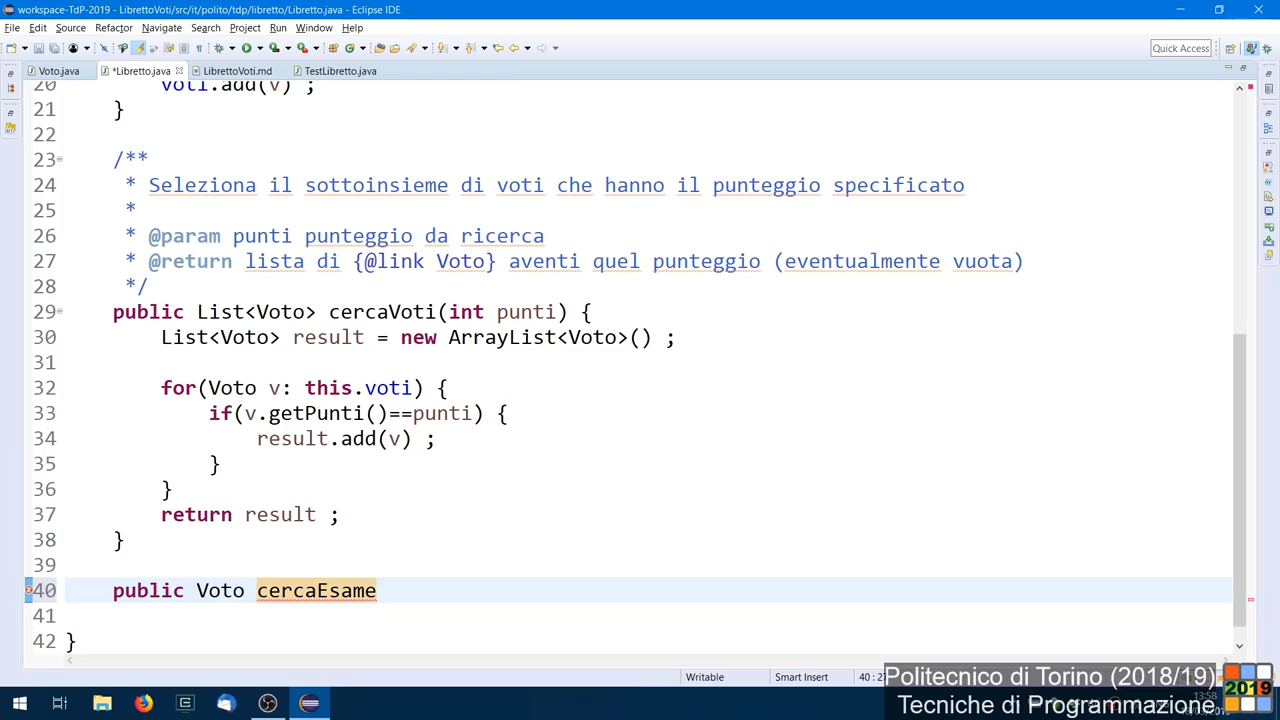 workspace-TdP-2019 - LibrettoVoti/src/it/polito/tdp/libretto/Libretto.java - Eclipse IDE
File Edit Source Refactor Navigate Search Project Run Window Help
Quick Access
Voto.java *Libretto.java LibrettoVoti.md TestLibretto.java
20 voti.add(v) ;
21 }
22
23 /**
24 * Seleziona il sottoinsieme di voti che hanno il punteggio specificato
25 *
26 * @param punti punteggio da ricerca
27 * @return lista di {@link Voto} aventi quel punteggio (eventualmente vuota)
28 */
29 public List<Voto> cercaVoti(int punti) {
30 List<Voto> result = new ArrayList<Voto>() ;
31
32 for(Voto v: this.voti) {
33 if(v.getPunti()==punti) {
34 result.add(v) ;
35 }
36 }
37 return result ;
38 }
39
40 public Voto cercaEsame
41
42 }
Writable Smart Insert 40 : 27
Politecnico di Torino (2018/19)
Tecniche di Programmazione
2019
13:58